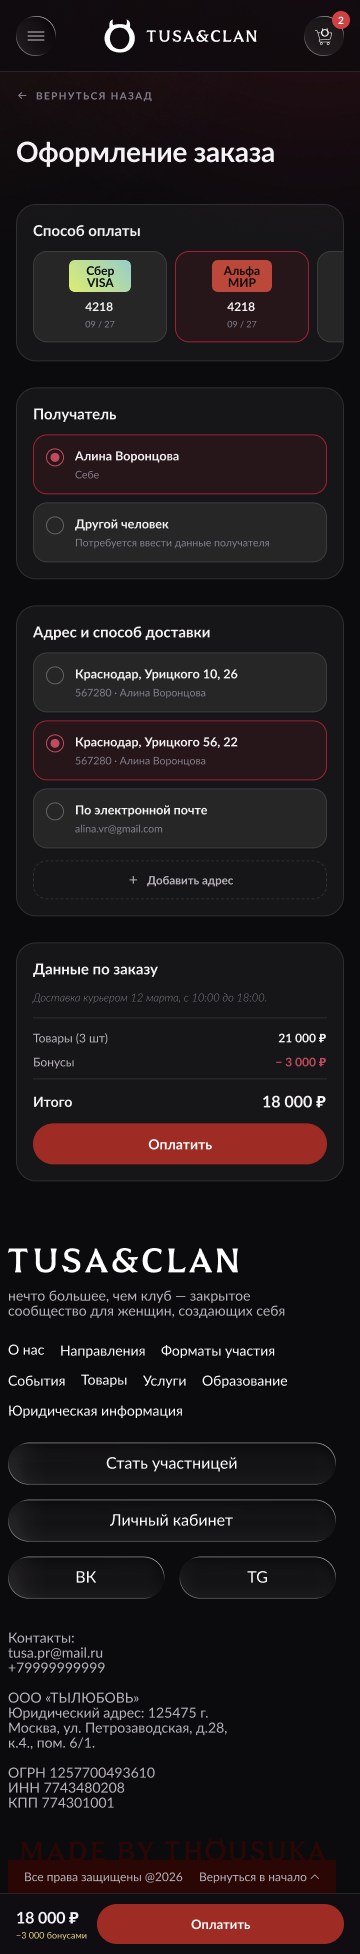 TUSA&CLAN
2
← ВЕРНУТЬСЯ НАЗАД
Оформление заказа
Способ оплаты
Сбер
VISA
4218
09 / 27
Альфа
МИР
4218
09 / 27
Получатель
Алина Воронцова
Себе
Другой человек
Потребуется ввести данные получателя
Адрес и способ доставки
Краснодар, Урицкого 10, 26
567280 · Алина Воронцова
Краснодар, Урицкого 56, 22
567280 · Алина Воронцова
По электронной почте
alina.vr@gmail.com
+ Добавить адрес
Данные по заказу
Доставка курьером 12 марта, с 10:00 до 18:00.
Товары (3 шт) 21 000 ₽
Бонусы − 3 000 ₽
Итого 18 000 ₽
Оплатить
TUSA&CLAN
нечто большее, чем клуб — закрытое
сообщество для женщин, создающих себя
О нас Направления Форматы участия
События Товары Услуги Образование
Юридическая информация
Стать участницей
Личный кабинет
ВК TG
Контакты:
tusa.pr@mail.ru
+79999999999
ООО «ТЫЛЮБОВЬ»
Юридический адрес: 125475 г.
Москва, ул. Петрозаводская, д.28,
к.4., пом. 6/1.
ОГРН 1257700493610
ИНН 7743480208
КПП 774301001
MADE BY THOUSUKA
Все права защищены @2026 Вернуться в начало
18 000 ₽
−3 000 бонусами
Оплатить